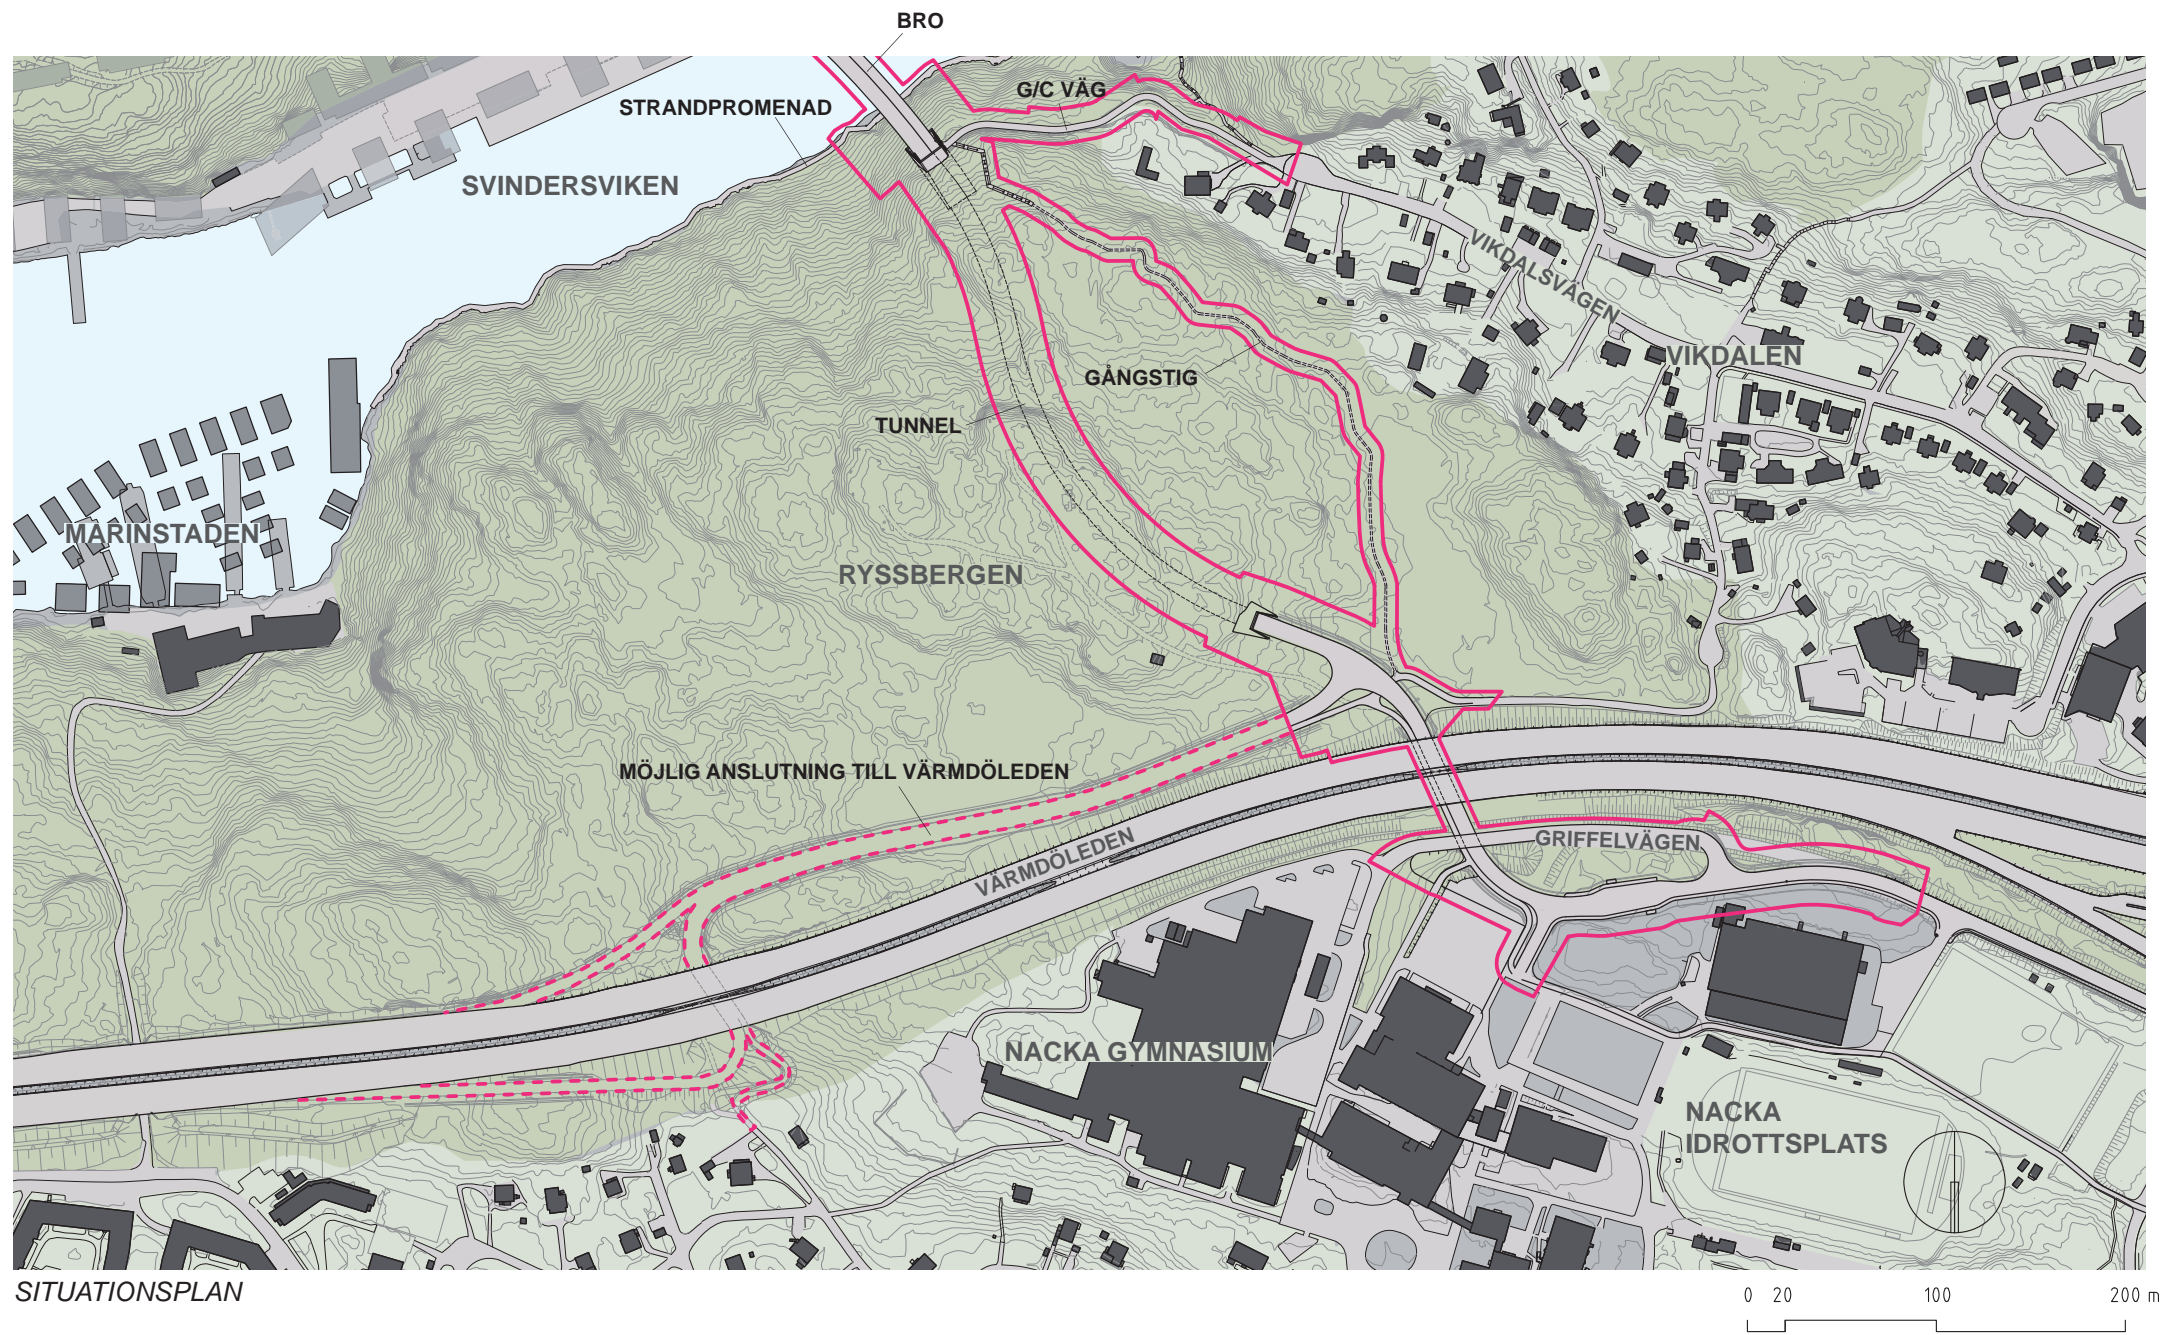 BRO
G/C VÄG
STRANDPROMENAD
SVINDERSVIKEN
VIKDALSVÄGEN
VIKDALEN
GÅNGSTIG
TUNNEL
MARINSTADEN
RYSSBERGEN
MÖJLIG ANSLUTNING TILL VÄRMDÖLEDEN
VÄRMDÖLEDEN
GRIFFELVÄGEN
NACKA GYMNASIUM
NACKA
IDROTTSPLATS
SITUATIONSPLAN
0 20 100 200 m